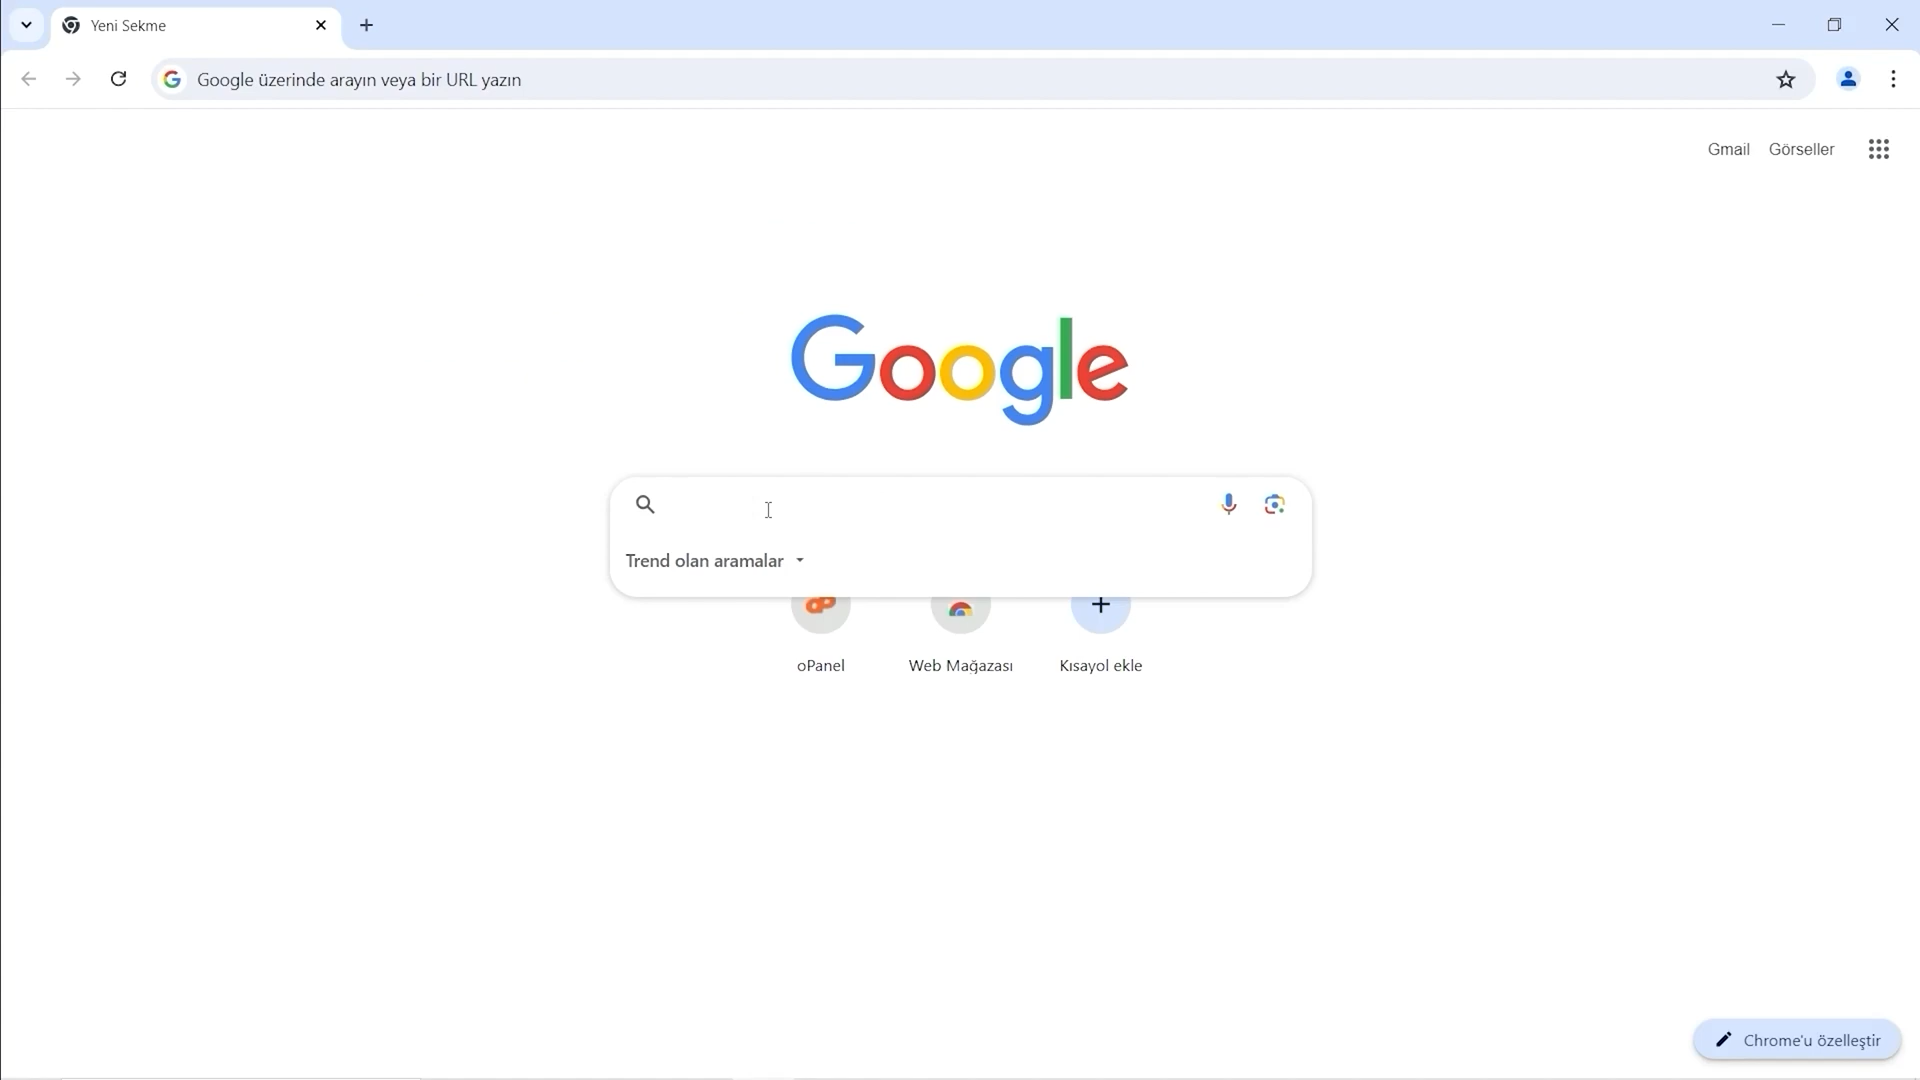 Yeni Sekme
Google üzerinde arayın veya bir URL yazın
Gmail Görseller
Google
Trend olan aramalar
oPanel Web Mağazası Kısayol ekle
Chrome'u özelleştir